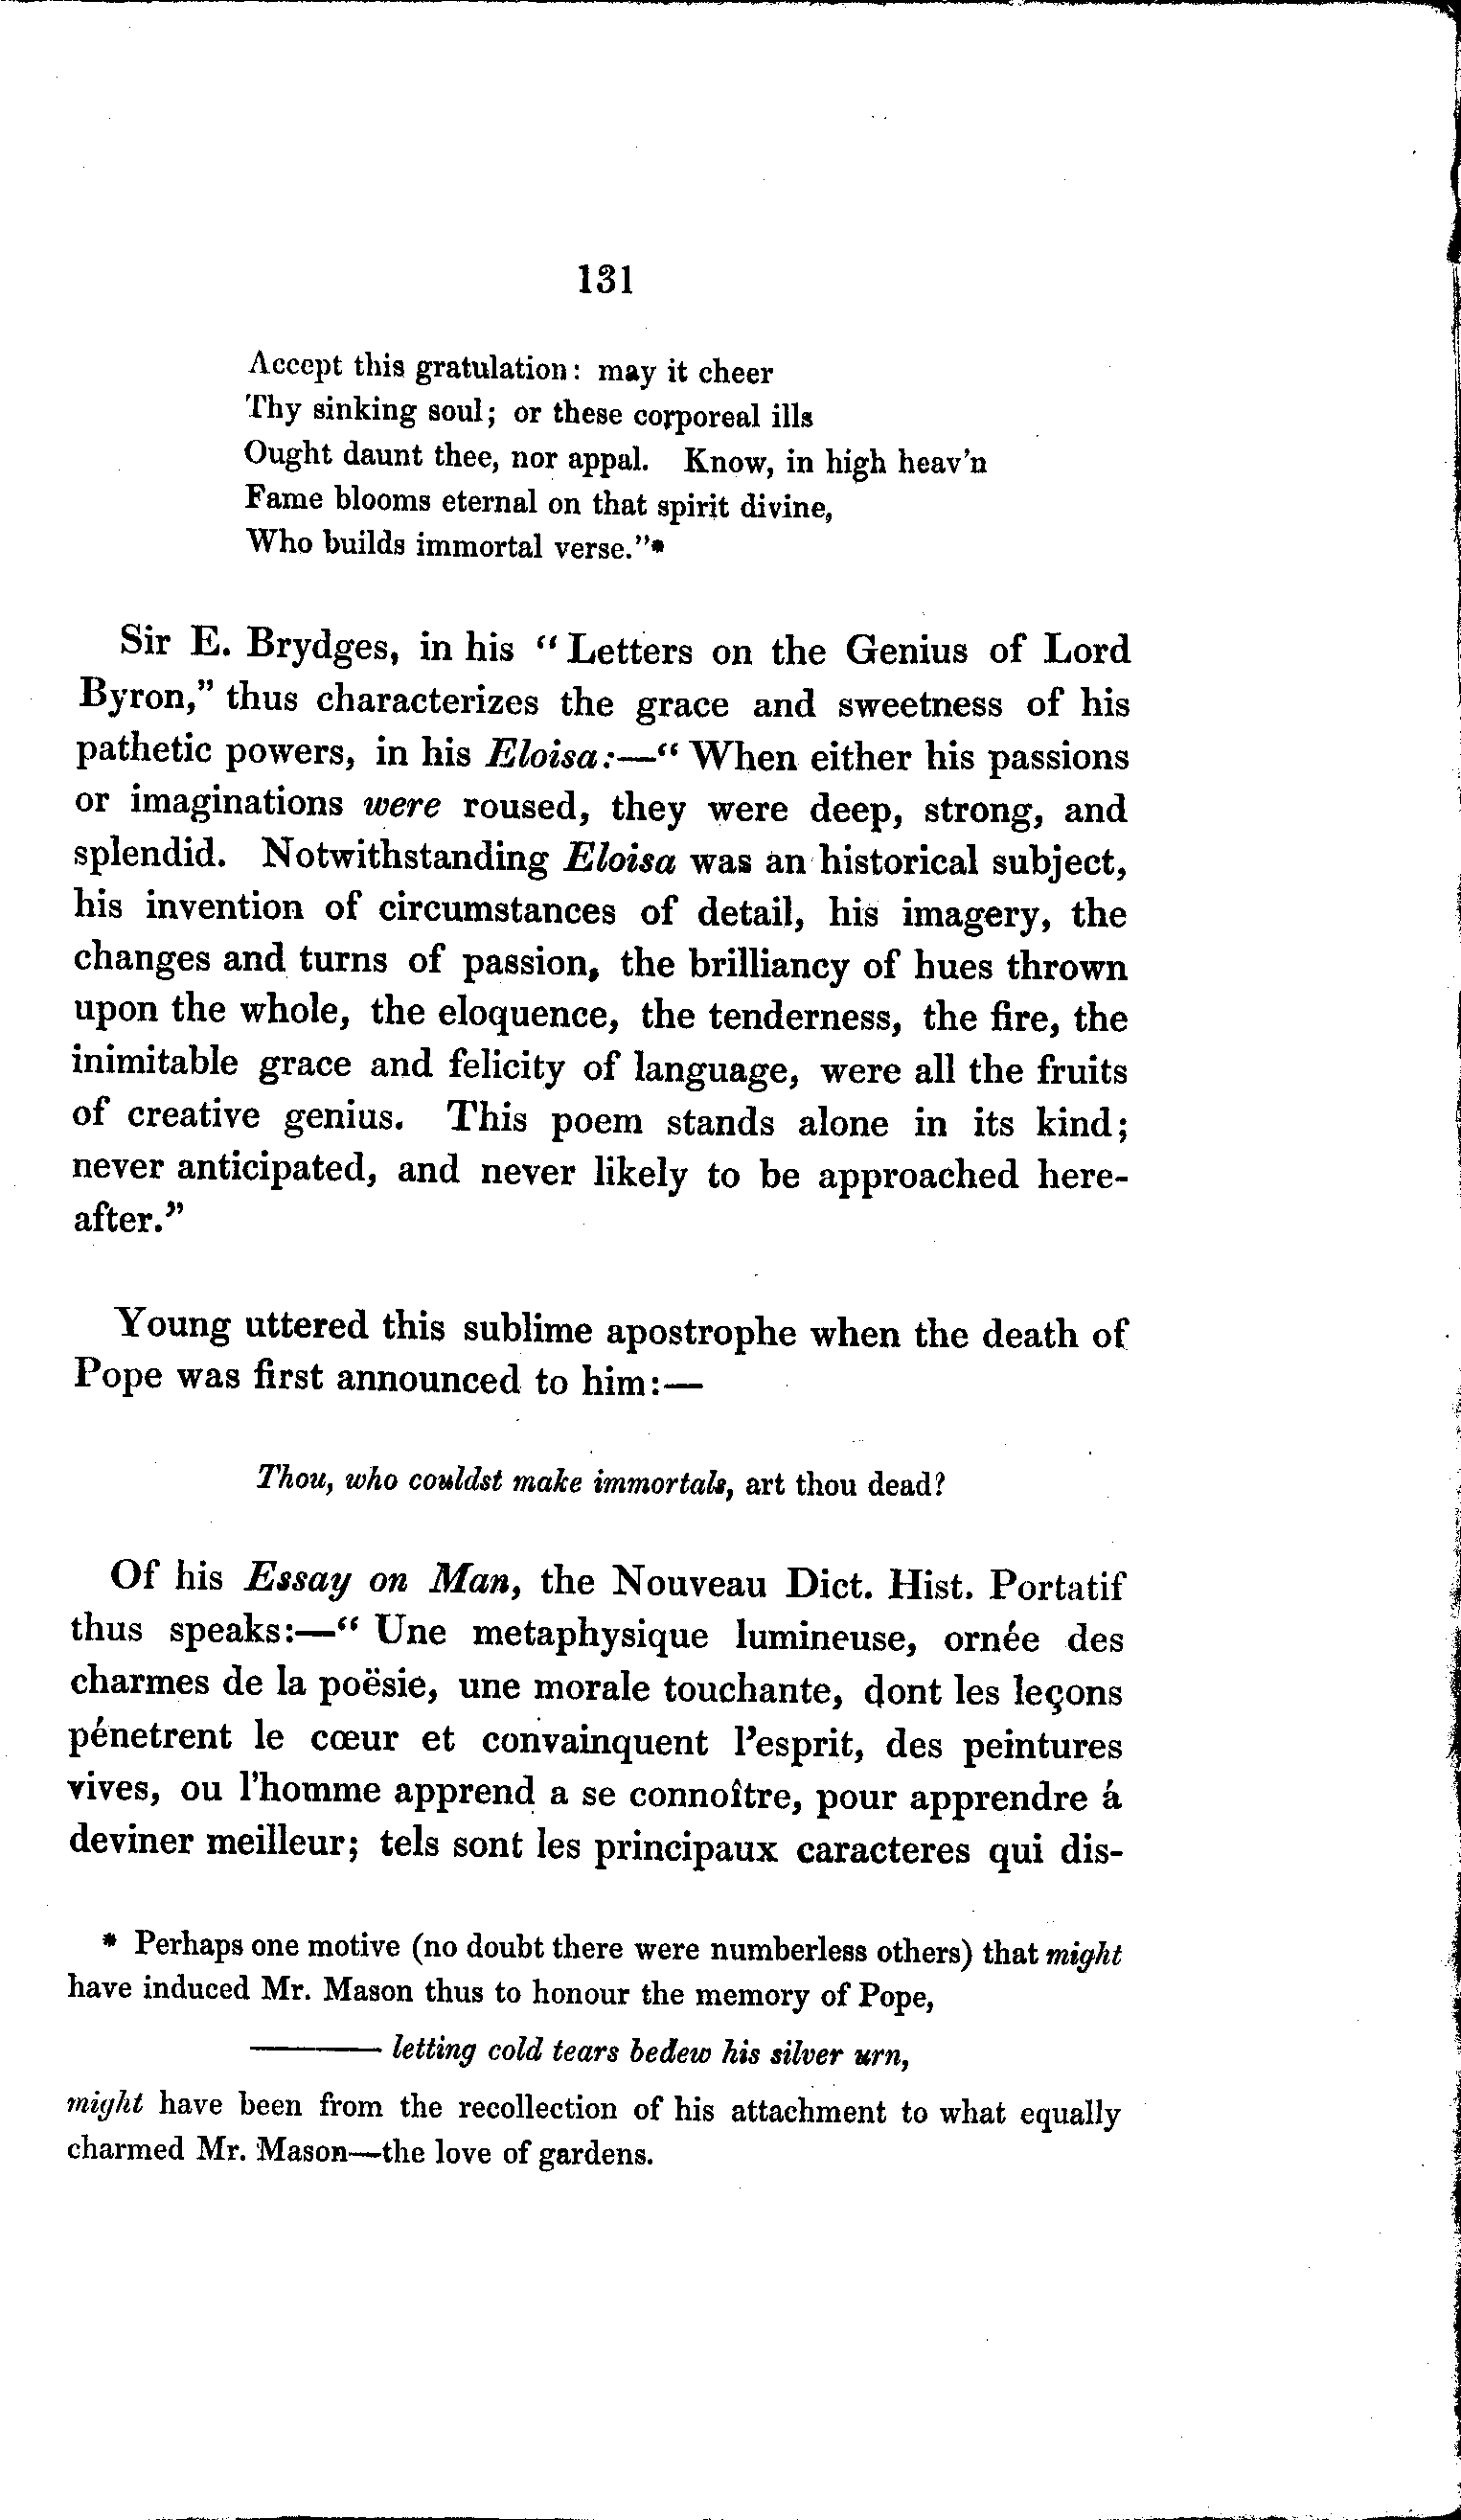 131
Accept this gratulation: may it cheer
Thy sinking soul; or these corporeal ills
Ought daunt thee, nor appal. Know, in high heav'n
Fame blooms eternal on that spirit divine,
Who builds immortal verse."*
Sir E. Brydges, in his "Letters on the Genius of Lord
Byron," thus characterizes the grace and sweetness of his
pathetic powers, in his Eloisa:—"When either his passions
or imaginations were roused, they were deep, strong, and
splendid. Notwithstanding Eloisa was an historical subject,
his invention of circumstances of detail, his imagery, the
changes and turns of passion, the brilliancy of hues thrown
upon the whole, the eloquence, the tenderness, the fire, the
inimitable grace and felicity of language, were all the fruits
of creative genius. This poem stands alone in its kind;
never anticipated, and never likely to be approached here-
after."
Young uttered this sublime apostrophe when the death of
Pope was first announced to him:—
Thou, who couldst make immortals, art thou dead?
Of his Essay on Man, the Nouveau Dict. Hist. Portatif
thus speaks:—"Une metaphysique lumineuse, ornée des
charmes de la poësie, une morale touchante, dont les leçons
pénetrent le cœur et convainquent l'esprit, des peintures
vives, ou l'homme apprend a se connoître, pour apprendre á
deviner meilleur; tels sont les principaux caracteres qui dis-
* Perhaps one motive (no doubt there were numberless others) that might
have induced Mr. Mason thus to honour the memory of Pope,
——— letting cold tears bedew his silver urn,
might have been from the recollection of his attachment to what equally
charmed Mr. Mason—the love of gardens.